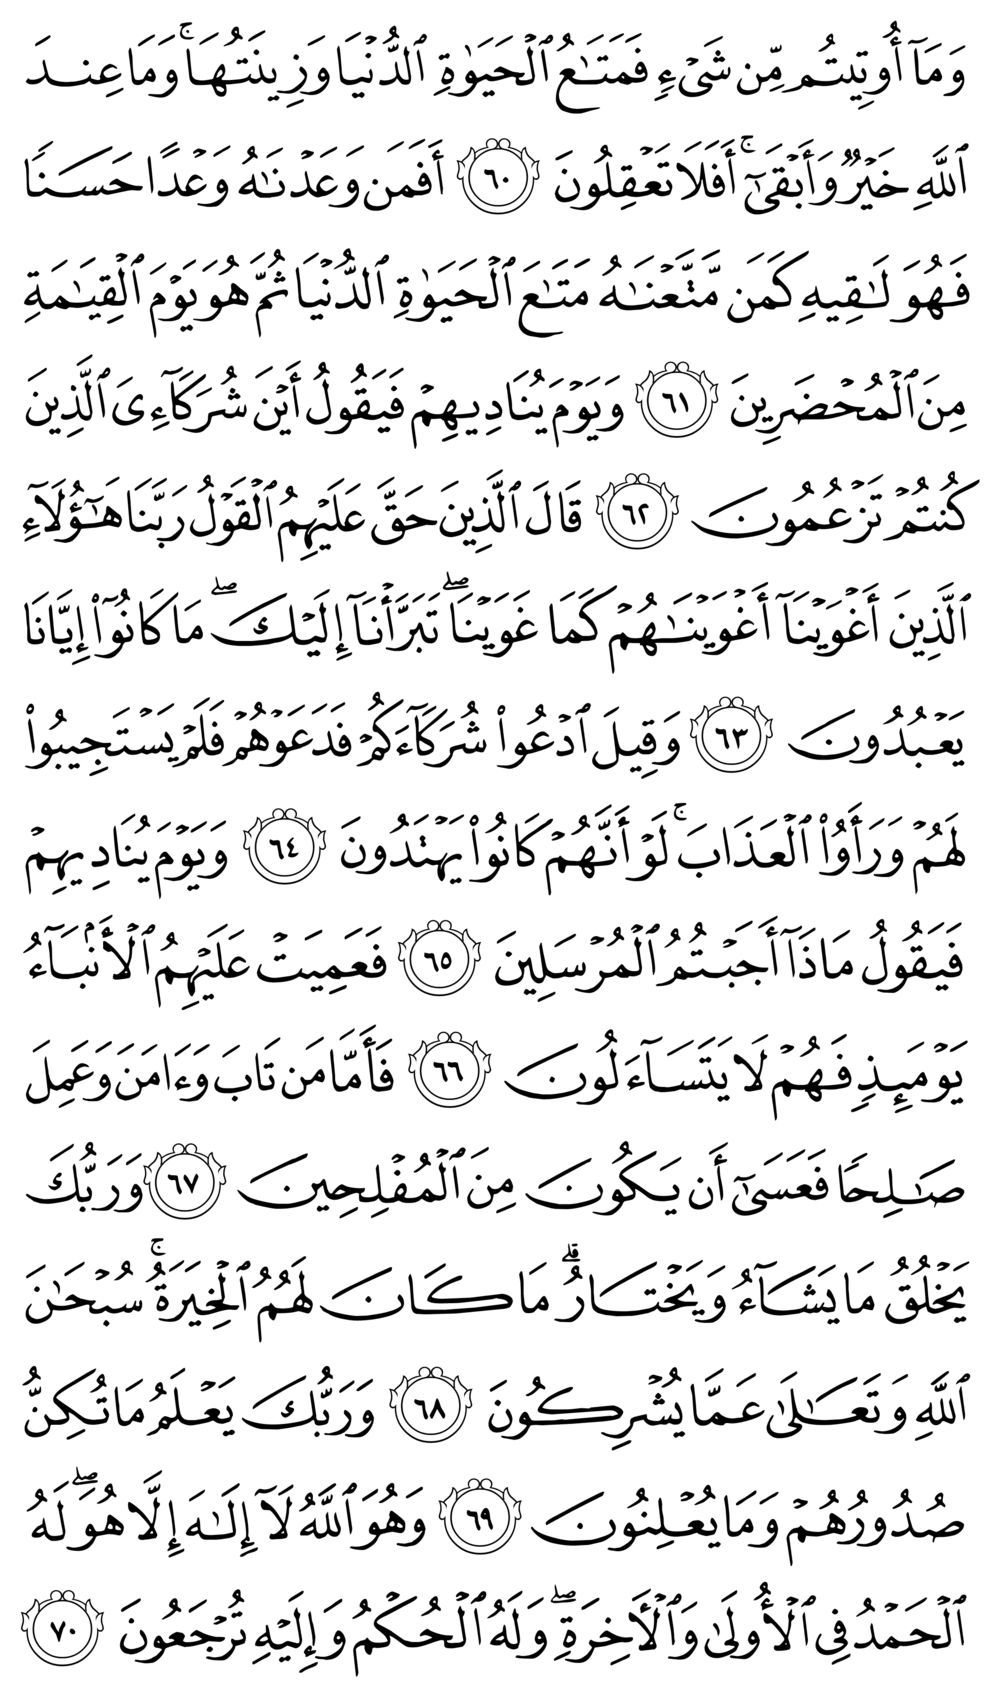 وَمَآ أُوتِيتُم مِّن شَىْءٍ فَمَتَٰعُ ٱلْحَيَوٰةِ ٱلدُّنْيَا وَزِينَتُهَا ۚ وَمَا عِندَ
ٱللَّهِ خَيْرٌ وَأَبْقَىٰٓ ۚ أَفَلَا تَعْقِلُونَ ٦٠ أَفَمَن وَعَدْنَٰهُ وَعْدًا حَسَنًا
فَهُوَ لَٰقِيهِ كَمَن مَّتَّعْنَٰهُ مَتَٰعَ ٱلْحَيَوٰةِ ٱلدُّنْيَا ثُمَّ هُوَ يَوْمَ ٱلْقِيَٰمَةِ
مِنَ ٱلْمُحْضَرِينَ ٦١ وَيَوْمَ يُنَادِيهِمْ فَيَقُولُ أَيْنَ شُرَكَآءِىَ ٱلَّذِينَ
كُنتُمْ تَزْعُمُونَ ٦٢ قَالَ ٱلَّذِينَ حَقَّ عَلَيْهِمُ ٱلْقَوْلُ رَبَّنَا هَٰٓؤُلَآءِ
ٱلَّذِينَ أَغْوَيْنَآ أَغْوَيْنَٰهُمْ كَمَا غَوَيْنَا ۖ تَبَرَّأْنَآ إِلَيْكَ ۖ مَا كَانُوٓا۟ إِيَّانَا
يَعْبُدُونَ ٦٣ وَقِيلَ ٱدْعُوا۟ شُرَكَآءَكُمْ فَدَعَوْهُمْ فَلَمْ يَسْتَجِيبُوا۟
لَهُمْ وَرَأَوُا۟ ٱلْعَذَابَ ۚ لَوْ أَنَّهُمْ كَانُوا۟ يَهْتَدُونَ ٦٤ وَيَوْمَ يُنَادِيهِمْ
فَيَقُولُ مَاذَآ أَجَبْتُمُ ٱلْمُرْسَلِينَ ٦٥ فَعَمِيَتْ عَلَيْهِمُ ٱلْأَنۢبَآءُ
يَوْمَئِذٍ فَهُمْ لَا يَتَسَآءَلُونَ ٦٦ فَأَمَّا مَن تَابَ وَءَامَنَ وَعَمِلَ
صَٰلِحًا فَعَسَىٰٓ أَن يَكُونَ مِنَ ٱلْمُفْلِحِينَ ٦٧ وَرَبُّكَ
يَخْلُقُ مَا يَشَآءُ وَيَخْتَارُ ۗ مَا كَانَ لَهُمُ ٱلْخِيَرَةُ ۚ سُبْحَٰنَ
ٱللَّهِ وَتَعَٰلَىٰ عَمَّا يُشْرِكُونَ ٦٨ وَرَبُّكَ يَعْلَمُ مَا تُكِنُّ
صُدُورُهُمْ وَمَا يُعْلِنُونَ ٦٩ وَهُوَ ٱللَّهُ لَآ إِلَٰهَ إِلَّا هُوَ ۖ لَهُ
ٱلْحَمْدُ فِى ٱلْأُولَىٰ وَٱلْءَاخِرَةِ ۖ وَلَهُ ٱلْحُكْمُ وَإِلَيْهِ تُرْجَعُونَ ٧٠